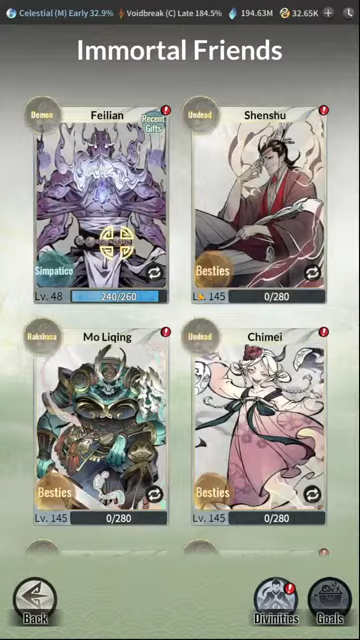 Celestial (M) Early 32.9% Voidbreak (C) Late 184.5% 194.63M 32.65K
Immortal Friends
Demon Feilian
Recent
Gifts
Simpatico
Lv. 48 240/260
Undead Shenshu
Besties
Lv. 145 0/280
Rakshasa Mo Liqing
Besties
Lv. 145 0/280
Undead Chimei
Besties
Lv. 145 0/280
Back Divinities Goals